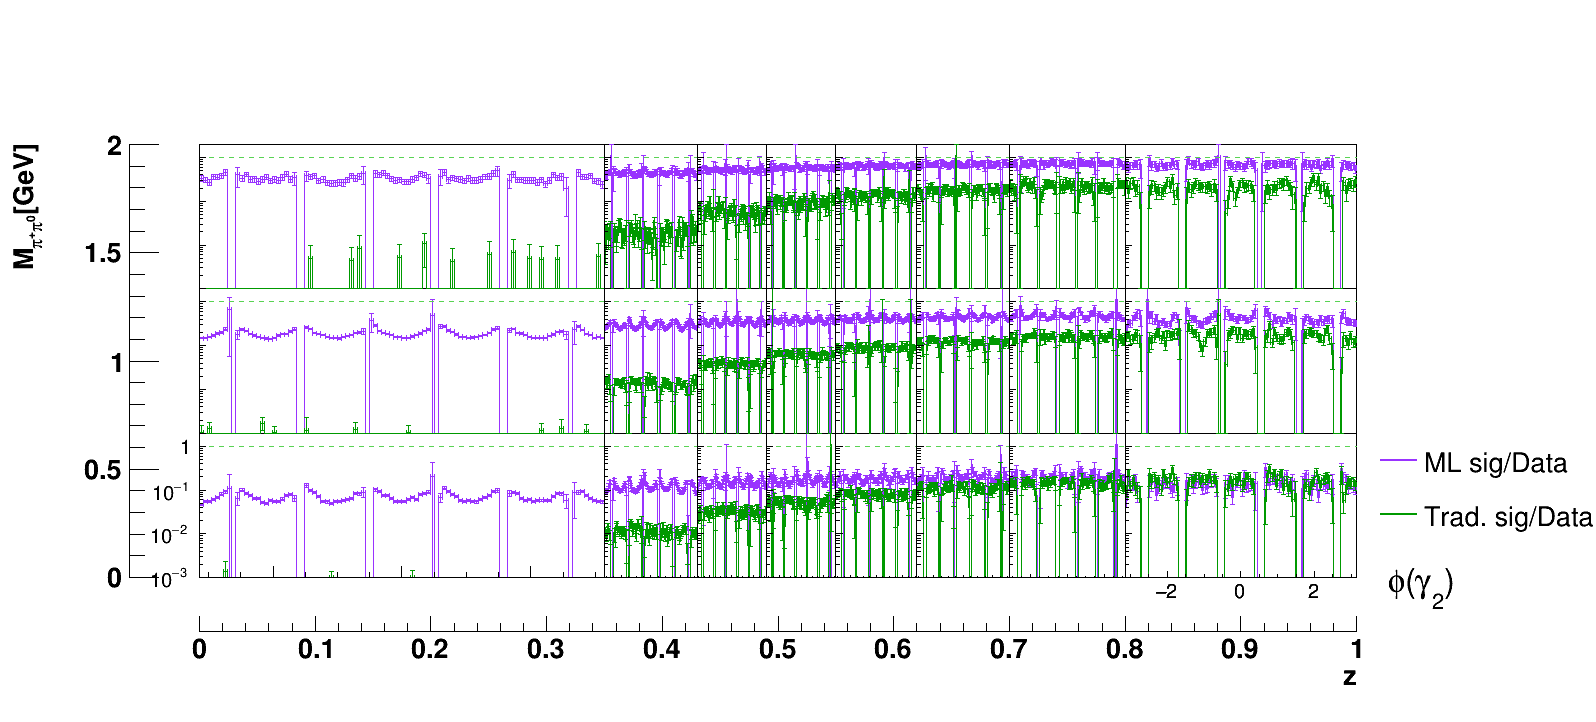 M_{π⁺π⁰}[GeV]
2
1.5
1
0.5
0
1
10⁻¹
10⁻²
10⁻³
−2 0 2
ϕ(γ₂)
0 0.1 0.2 0.3 0.4 0.5 0.6 0.7 0.8 0.9 1
z
ML sig/Data
Trad. sig/Data